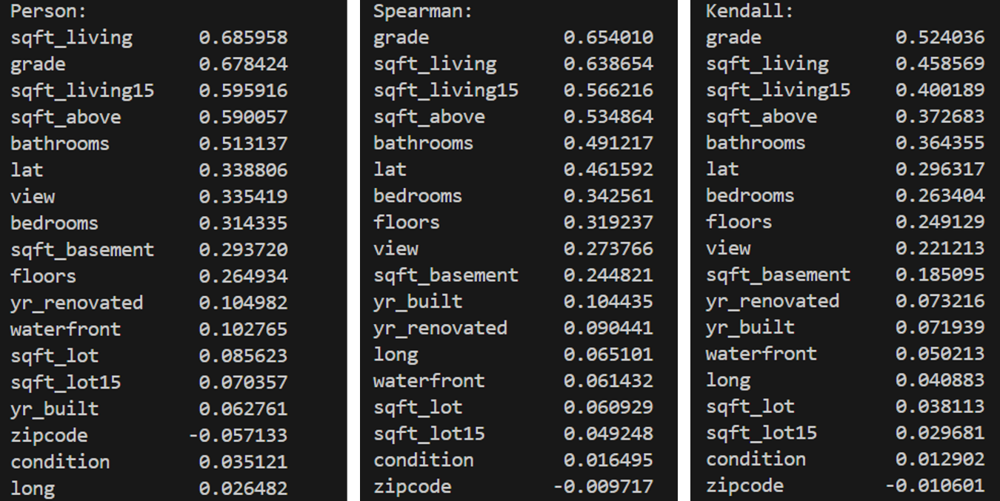 Person:
sqft_living 0.685958
grade 0.678424
sqft_living15 0.595916
sqft_above 0.590057
bathrooms 0.513137
lat 0.338806
view 0.335419
bedrooms 0.314335
sqft_basement 0.293720
floors 0.264934
yr_renovated 0.104982
waterfront 0.102765
sqft_lot 0.085623
sqft_lot15 0.070357
yr_built 0.062761
zipcode -0.057133
condition 0.035121
long 0.026482
Spearman:
grade 0.654010
sqft_living 0.638654
sqft_living15 0.566216
sqft_above 0.534864
bathrooms 0.491217
lat 0.461592
bedrooms 0.342561
floors 0.319237
view 0.273766
sqft_basement 0.244821
yr_built 0.104435
yr_renovated 0.090441
long 0.065101
waterfront 0.061432
sqft_lot 0.060929
sqft_lot15 0.049248
condition 0.016495
zipcode -0.009717
Kendall:
grade 0.524036
sqft_living 0.458569
sqft_living15 0.400189
sqft_above 0.372683
bathrooms 0.364355
lat 0.296317
bedrooms 0.263404
floors 0.249129
view 0.221213
sqft_basement 0.185095
yr_renovated 0.073216
yr_built 0.071939
waterfront 0.050213
long 0.040883
sqft_lot 0.038113
sqft_lot15 0.029681
condition 0.012902
zipcode -0.010601